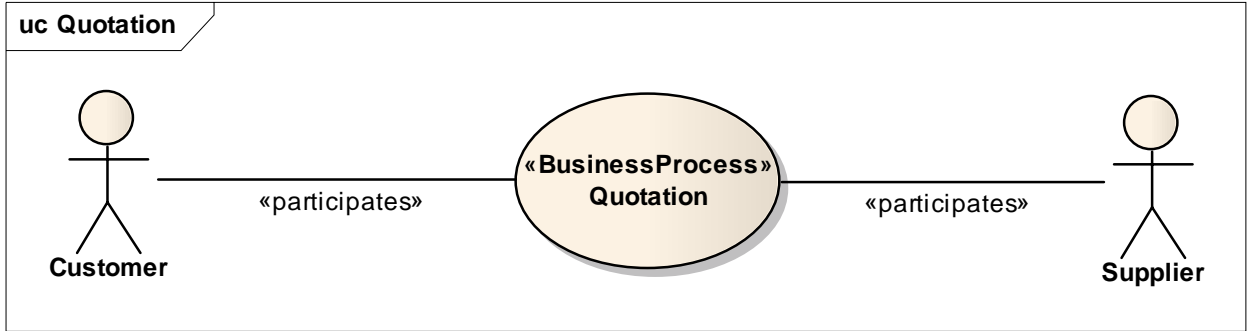 uc Quotation
«BusinessProcess»
Quotation
«participates»
«participates»
Customer
Supplier